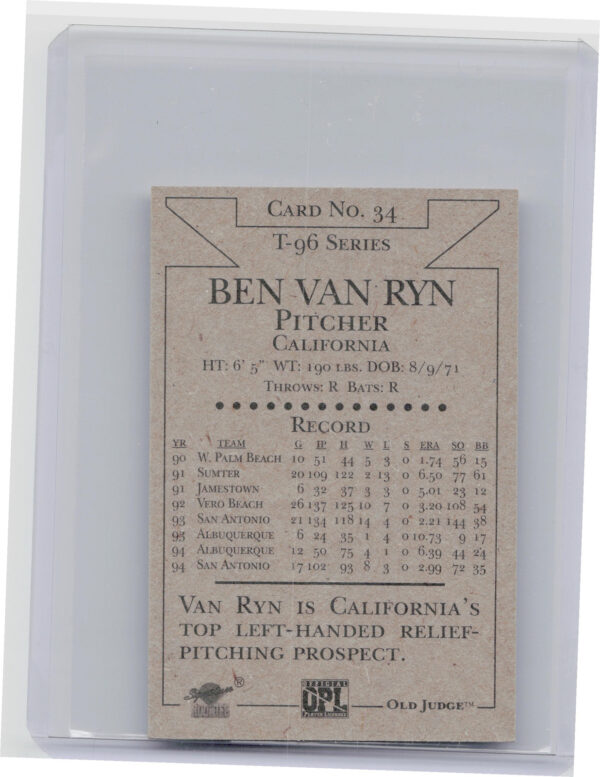 CARD NO. 34
T-96 SERIES
BEN VAN RYN
PITCHER
CALIFORNIA
HT: 6' 5" WT: 190 LBS. DOB: 8/9/71
THROWS: R BATS: R
RECORD
YR TEAM G IP H W L S ERA SO BB
90 W. PALM BEACH 10 51 44 5 3 0 1.74 56 15
91 SUMTER 20 109 122 2 13 0 6.50 77 61
91 JAMESTOWN 6 32 37 3 3 0 5.01 23 12
92 VERO BEACH 26 137 125 10 7 0 3.20 108 54
93 SAN ANTONIO 21 134 118 14 4 0 2.21 144 38
93 ALBUQUERQUE 6 24 35 1 4 0 10.73 9 17
94 ALBUQUERQUE 12 50 75 4 1 0 6.39 44 24
94 SAN ANTONIO 17 102 93 8 3 0 2.99 72 35
VAN RYN IS CALIFORNIA'S
TOP LEFT-HANDED RELIEF-
PITCHING PROSPECT.
Signature ®
ROOKIES
OFFICIAL
OPL
PLAYER LICENSEE
OLD JUDGE™